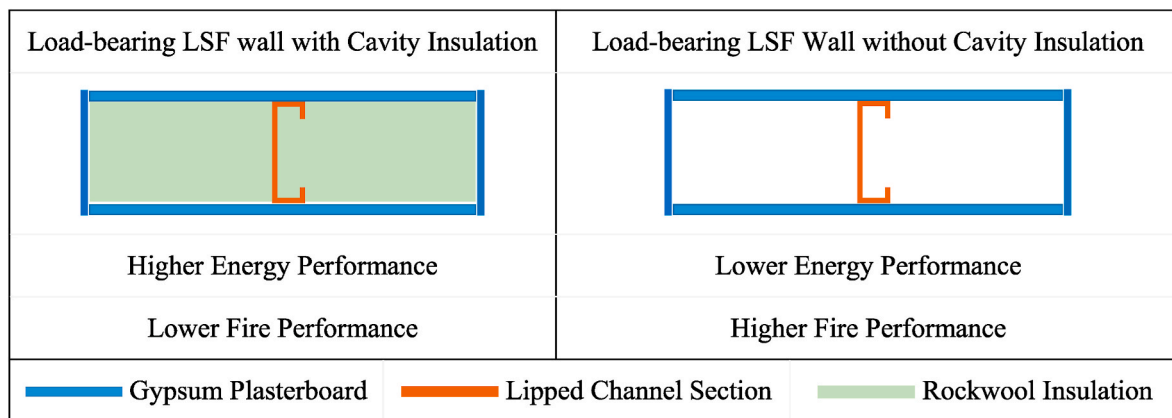 Load-bearing LSF wall with Cavity Insulation
Load-bearing LSF Wall without Cavity Insulation
Higher Energy Performance
Lower Energy Performance
Lower Fire Performance
Higher Fire Performance
Gypsum Plasterboard
Lipped Channel Section
Rockwool Insulation